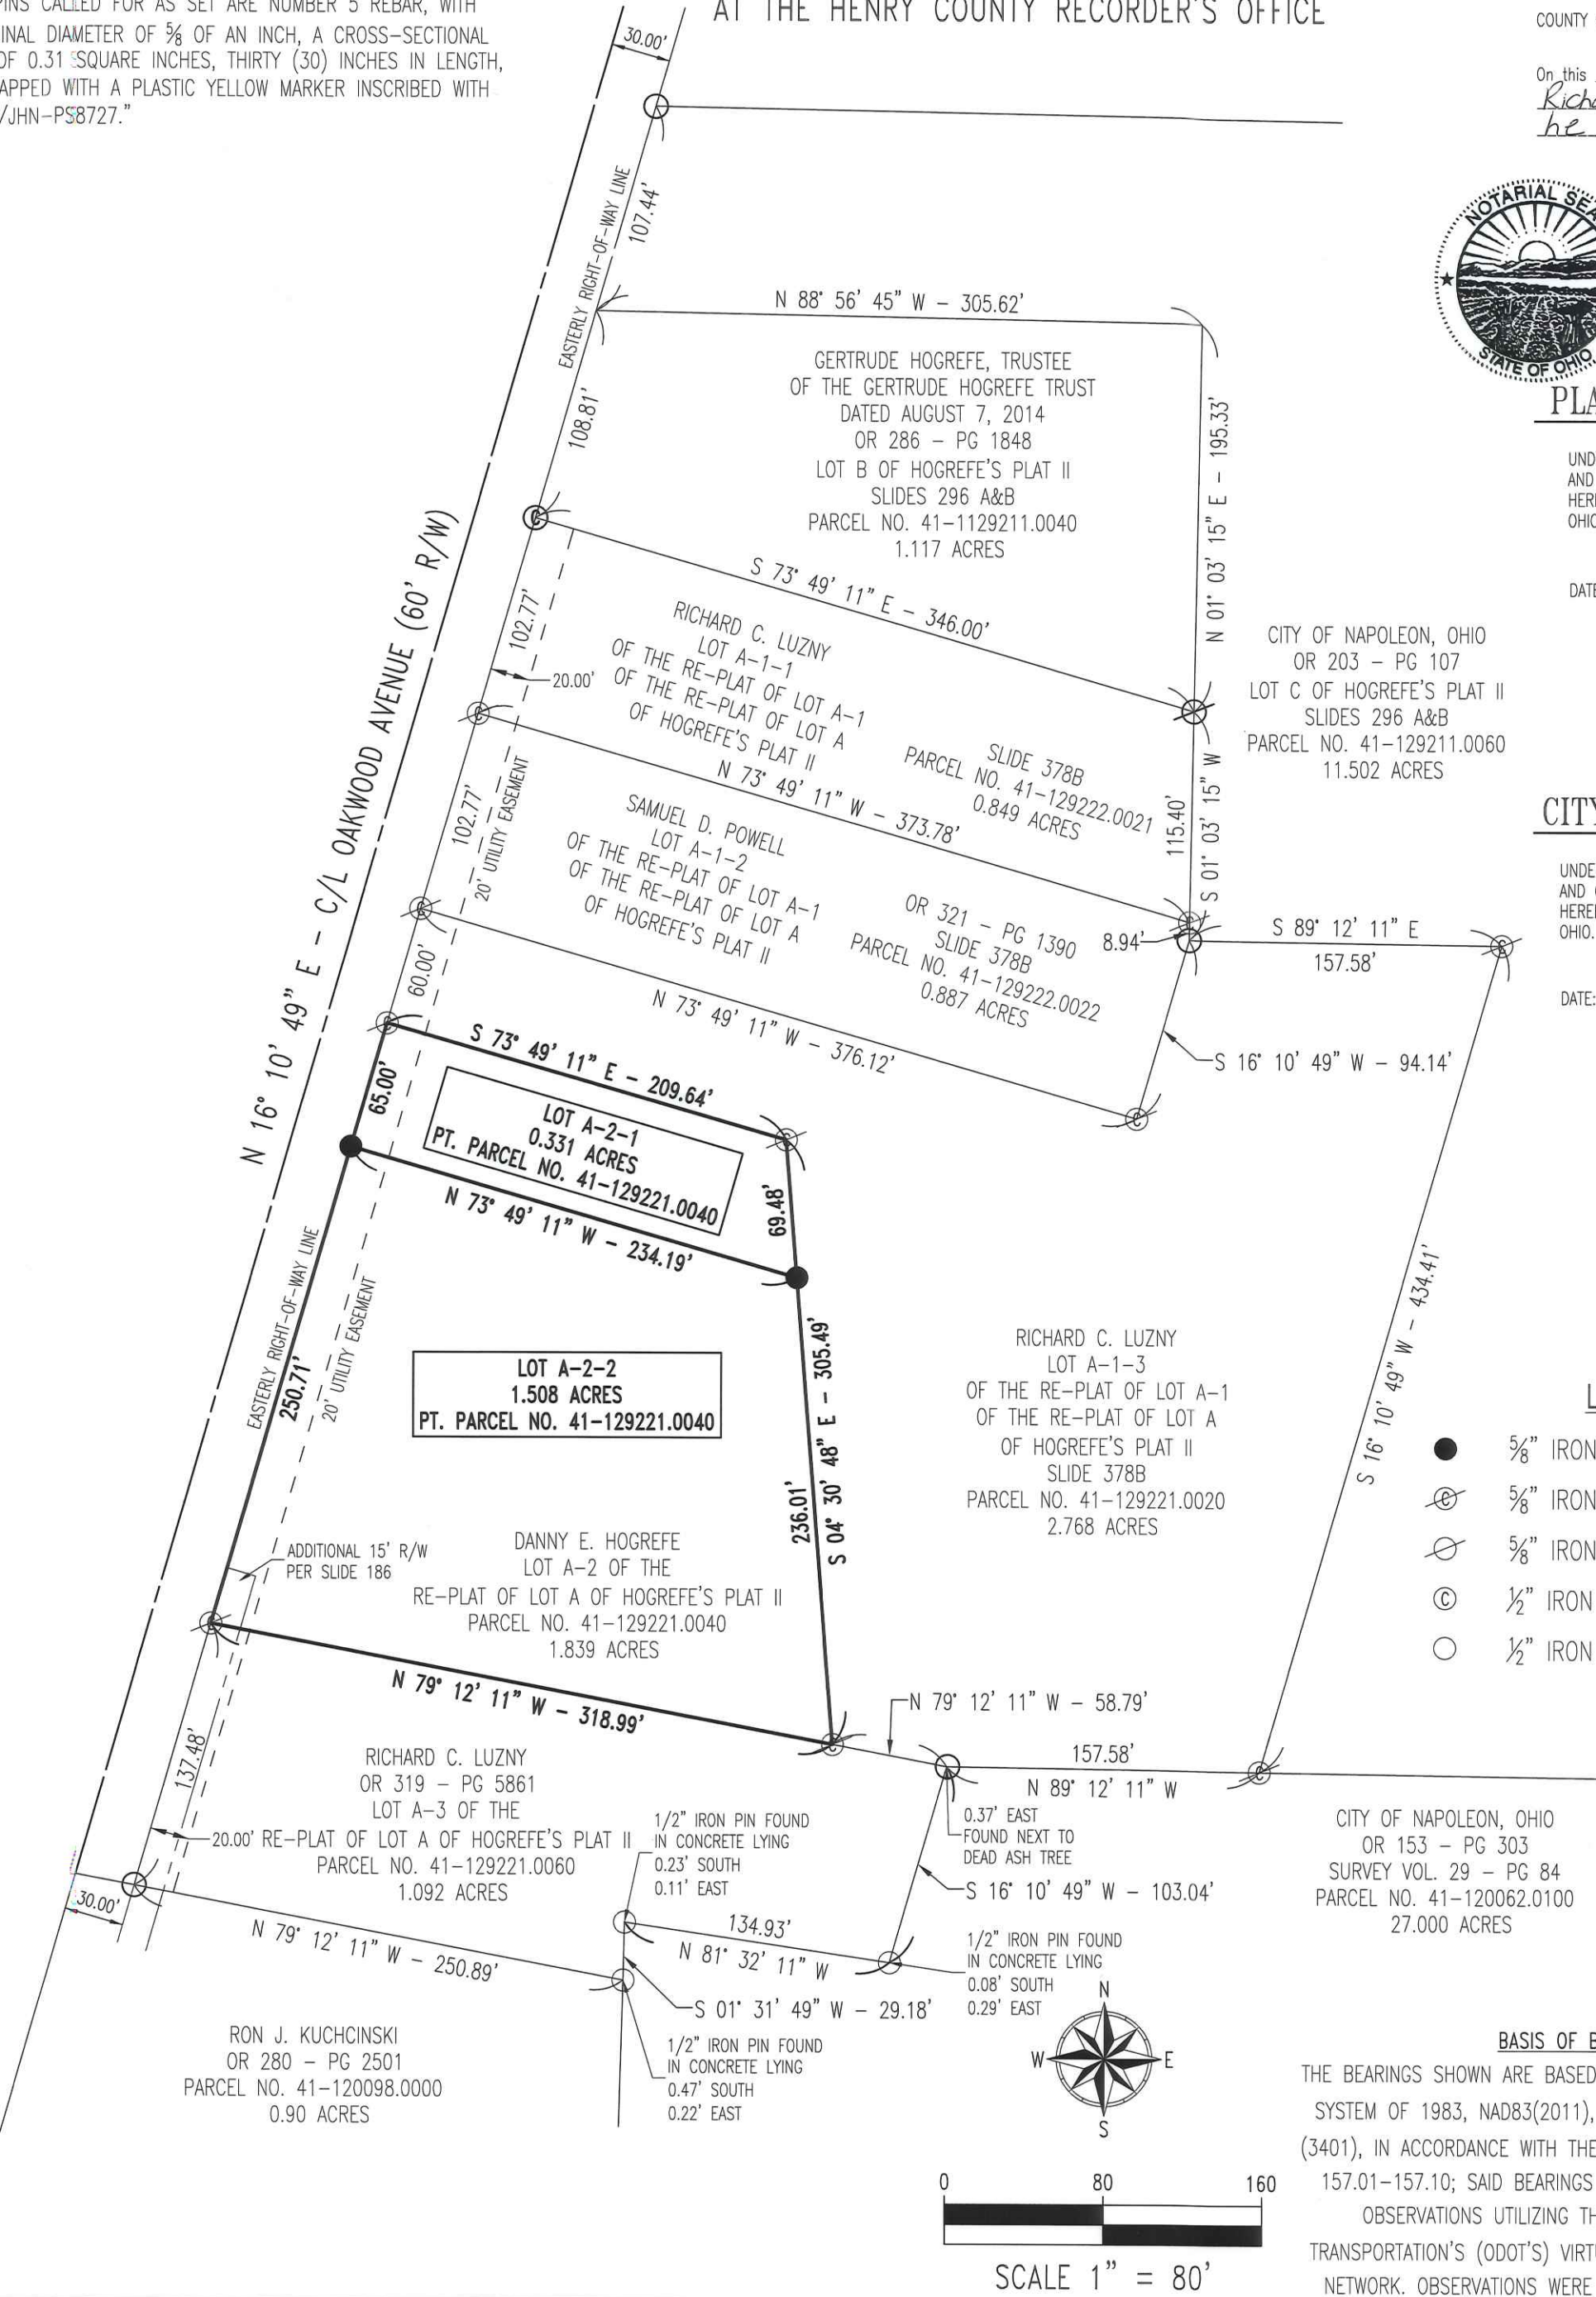 PINS CALLED FOR AS SET ARE NUMBER 5 REBAR, WITH
INAL DIAMETER OF ⅝ OF AN INCH, A CROSS-SECTIONAL
OF 0.31 SQUARE INCHES, THIRTY (30) INCHES IN LENGTH,
APPED WITH A PLASTIC YELLOW MARKER INSCRIBED WITH
/JHN-PS8727."
AT THE HENRY COUNTY RECORDER'S OFFICE
COUNTY
On this
Richa
he
NOTARIAL SEA
STATE OF OHIO
PLA
UND
AND
HERE
OHIO
DATE
CITY
UNDE
AND
HEREI
OHIO.
DATE:
30.00'
EASTERLY RIGHT-OF-WAY LINE
107.44'
N 88° 56' 45" W - 305.62'
108.81'
GERTRUDE HOGREFE, TRUSTEE
OF THE GERTRUDE HOGREFE TRUST
DATED AUGUST 7, 2014
OR 286 - PG 1848
LOT B OF HOGREFE'S PLAT II
SLIDES 296 A&B
PARCEL NO. 41-1129211.0040
1.117 ACRES
N 01° 03' 15" E - 195.33'
S 73° 49' 11" E - 346.00'
N 16° 10' 49" E - C/L OAKWOOD AVENUE (60' R/W)
102.77'
20.00'
RICHARD C. LUZNY
LOT A-1-1
OF THE RE-PLAT OF LOT A-1
OF THE RE-PLAT OF LOT A
OF HOGREFE'S PLAT II
SLIDE 378B
PARCEL NO. 41-129222.0021
0.849 ACRES
CITY OF NAPOLEON, OHIO
OR 203 - PG 107
LOT C OF HOGREFE'S PLAT II
SLIDES 296 A&B
PARCEL NO. 41-129211.0060
11.502 ACRES
N 73° 49' 11" W - 373.78'
115.40'
S 01° 03' 15" W
102.77'
20' UTILITY EASEMENT
SAMUEL D. POWELL
LOT A-1-2
OF THE RE-PLAT OF LOT A-1
OF THE RE-PLAT OF LOT A
OF HOGREFE'S PLAT II
OR 321 - PG 1390
SLIDE 378B
PARCEL NO. 41-129222.0022
0.887 ACRES
8.94'
S 89° 12' 11" E
157.58'
N 73° 49' 11" W - 376.12'
S 16° 10' 49" W - 94.14'
60.00'
S 73° 49' 11" E - 209.64'
65.00'
LOT A-2-1
0.331 ACRES
PT. PARCEL NO. 41-129221.0040
69.48'
N 73° 49' 11" W - 234.19'
EASTERLY RIGHT-OF-WAY LINE
250.71'
20' UTILITY EASEMENT
LOT A-2-2
1.508 ACRES
PT. PARCEL NO. 41-129221.0040
236.01'
S 04° 30' 48" E - 305.49'
RICHARD C. LUZNY
LOT A-1-3
OF THE RE-PLAT OF LOT A-1
OF THE RE-PLAT OF LOT A
OF HOGREFE'S PLAT II
SLIDE 378B
PARCEL NO. 41-129221.0020
2.768 ACRES
S 16° 10' 49" W - 434.41'
L
⅝" IRON
⅝" IRON
⅝" IRON
½" IRON
½" IRON
ADDITIONAL 15' R/W
PER SLIDE 186
DANNY E. HOGREFE
LOT A-2 OF THE
RE-PLAT OF LOT A OF HOGREFE'S PLAT II
PARCEL NO. 41-129221.0040
1.839 ACRES
N 79° 12' 11" W - 318.99'
N 79° 12' 11" W - 58.79'
157.58'
N 89° 12' 11" W
137.48'
RICHARD C. LUZNY
OR 319 - PG 5861
LOT A-3 OF THE
20.00' RE-PLAT OF LOT A OF HOGREFE'S PLAT II
PARCEL NO. 41-129221.0060
1.092 ACRES
1/2" IRON PIN FOUND
IN CONCRETE LYING
0.23' SOUTH
0.11' EAST
0.37' EAST
FOUND NEXT TO
DEAD ASH TREE
CITY OF NAPOLEON, OHIO
OR 153 - PG 303
SURVEY VOL. 29 - PG 84
PARCEL NO. 41-120062.0100
27.000 ACRES
S 16° 10' 49" W - 103.04'
30.00'
N 79° 12' 11" W - 250.89'
134.93'
N 81° 32' 11" W
1/2" IRON PIN FOUND
IN CONCRETE LYING
0.08' SOUTH
0.29' EAST
S 01° 31' 49" W - 29.18'
1/2" IRON PIN FOUND
IN CONCRETE LYING
0.47' SOUTH
0.22' EAST
RON J. KUCHCINSKI
OR 280 - PG 2501
PARCEL NO. 41-120098.0000
0.90 ACRES
N
W
E
S
0 80 160
SCALE 1" = 80'
BASIS OF B
THE BEARINGS SHOWN ARE BASED
SYSTEM OF 1983, NAD83(2011),
(3401), IN ACCORDANCE WITH THE
157.01-157.10; SAID BEARINGS
OBSERVATIONS UTILIZING TH
TRANSPORTATION'S (ODOT'S) VIRT
NETWORK. OBSERVATIONS WERE